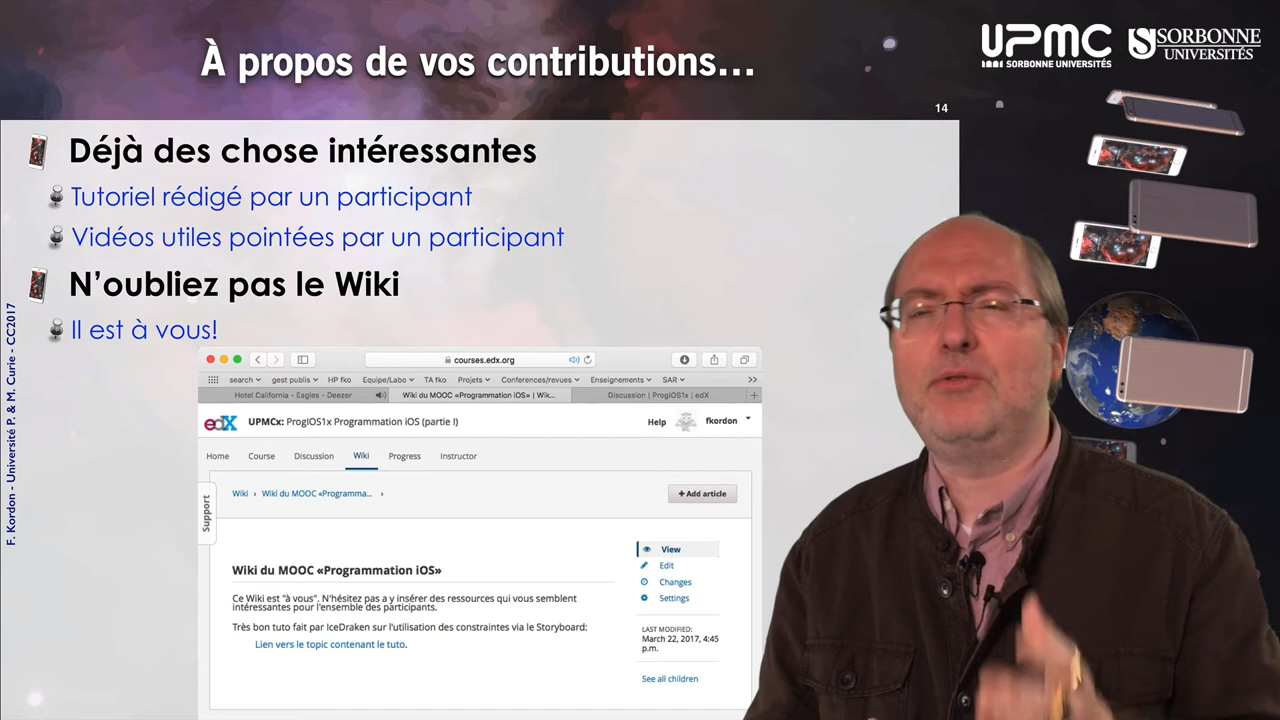 À propos de vos contributions...
UPMC
SORBONNE UNIVERSITÉS
SORBONNE
UNIVERSITÉS
14
Déjà des chose intéressantes
Tutoriel rédigé par un participant
Vidéos utiles pointées par un participant
N'oubliez pas le Wiki
Il est à vous!
F. Kordon - Université P. & M. Curie - CC2017
courses.edx.org
search gest publis HP fko Equipe/Labo TA fko Projets Conferences/revues Enseignements SAR
Hotel California - Eagles - Deezer Wiki du MOOC «Programmation iOS» | Wik... Discussion | ProgiOS1x | edX
edX UPMCx: ProgIOS1x Programmation iOS (partie I) Help fkordon
Home Course Discussion Wiki Progress Instructor
Wiki › Wiki du MOOC «Programma... › + Add article
Support
View
Edit
Changes
Settings
Wiki du MOOC «Programmation iOS»
Ce Wiki est "à vous". N'hésitez pas a y insérer des ressources qui vous semblent
intéressantes pour l'ensemble des participants.
Très bon tuto fait par IceDraken sur l'utilisation des constraintes via le Storyboard:
Lien vers le topic contenant le tuto.
LAST MODIFIED:
March 22, 2017, 4:45
p.m.
See all children